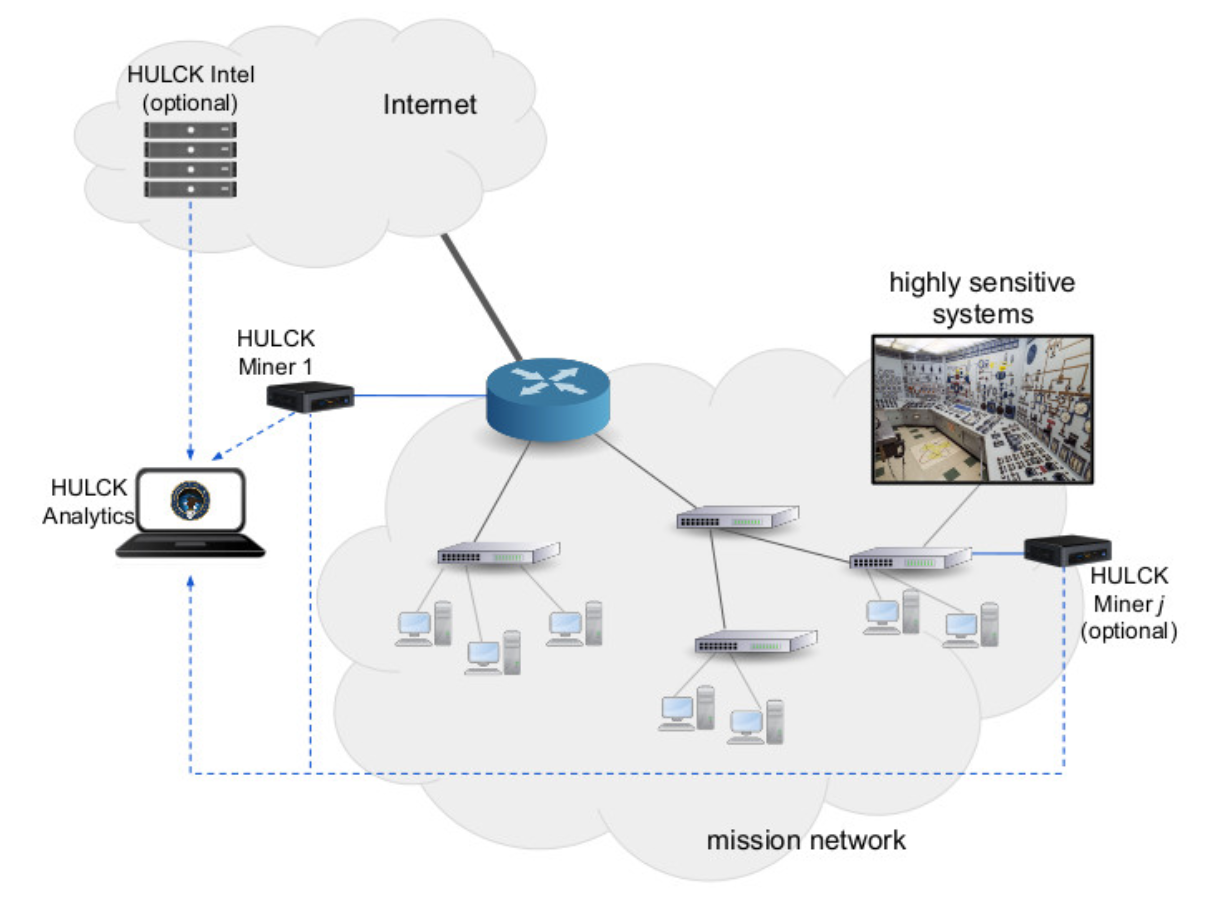 HULCK Intel
(optional)
Internet
highly sensitive
systems
HULCK
Miner 1
HULCK
Analytics
HULCK
Miner j
(optional)
mission network